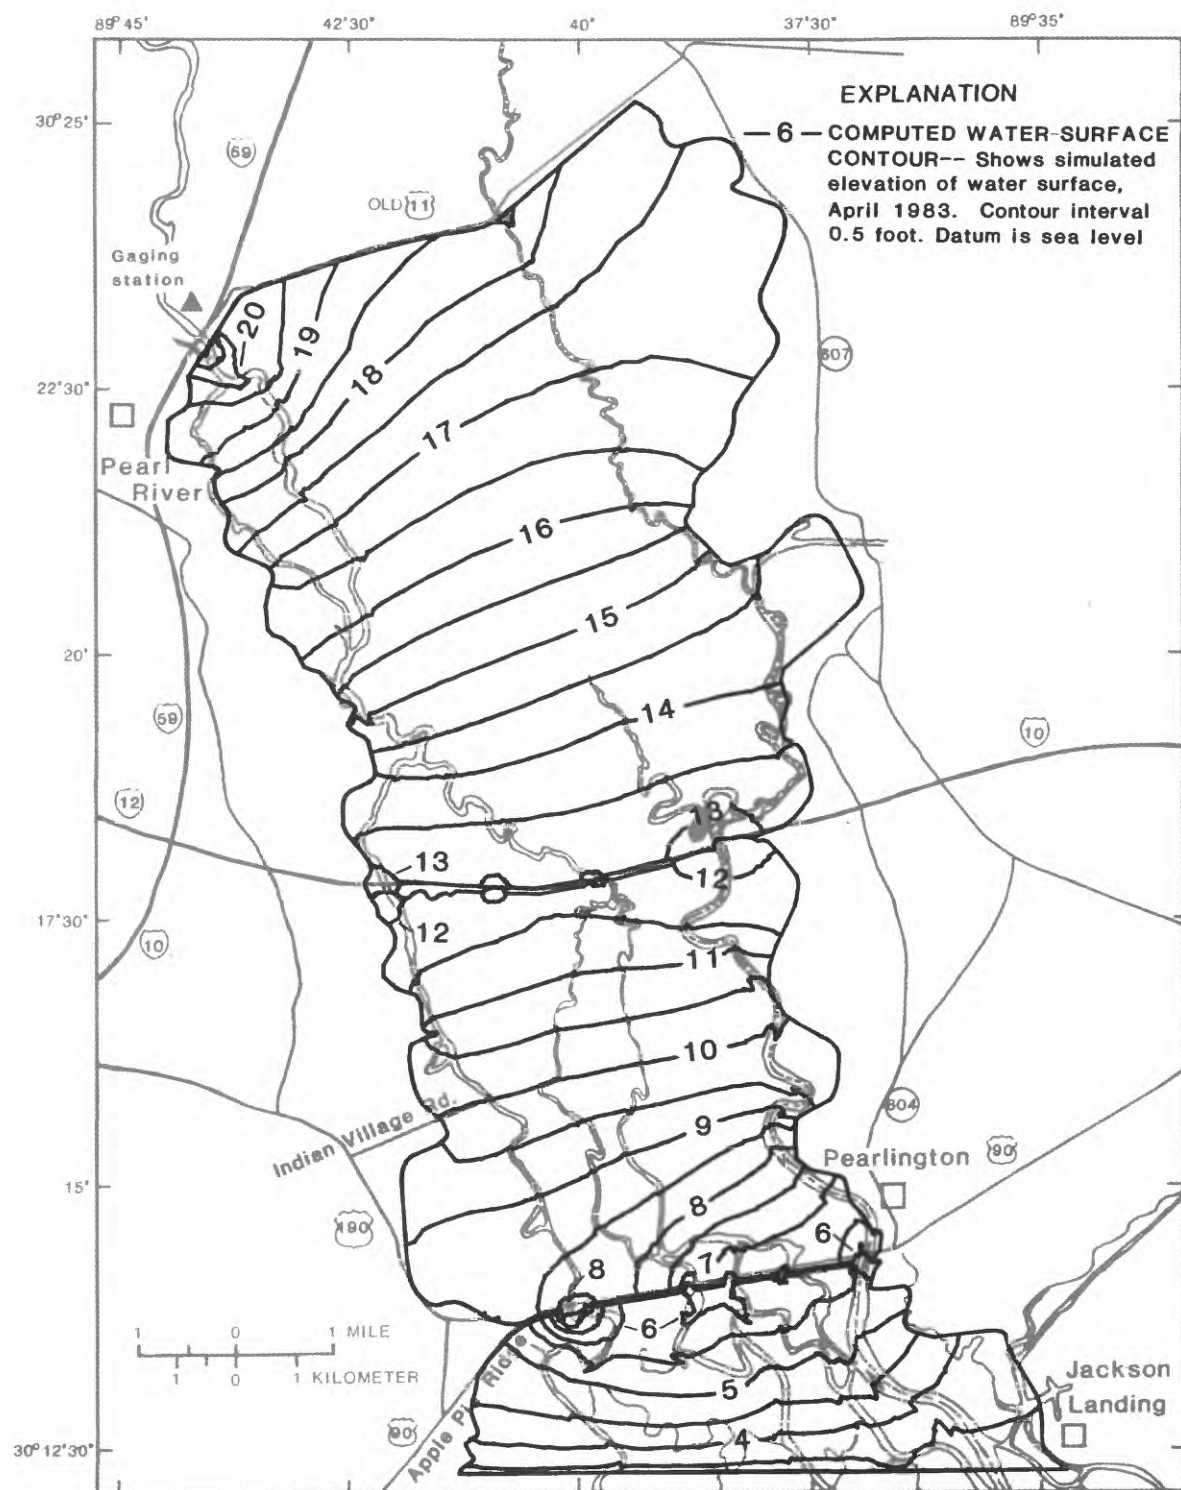 89°45'
42'30"
40'
37'30"
89°35'
EXPLANATION
— 6 — COMPUTED WATER-SURFACE
CONTOUR-- Shows simulated
elevation of water surface,
April 1983. Contour interval
0.5 foot. Datum is sea level
30°25'
59
OLD 11
Gaging
station
20
19
18
607
22'30"
17
Pearl
River
16
15
20'
14
59
10
12
13
13
12
17'30"
12
10
11
10
Indian Village Rd.
9
604
Pearlington
90
15'
190
8
6
7
8
6
1 0 1 MILE
1 0 1 KILOMETER
5
Jackson
Landing
90
Apple Pie Ridge
4
30°12'30"